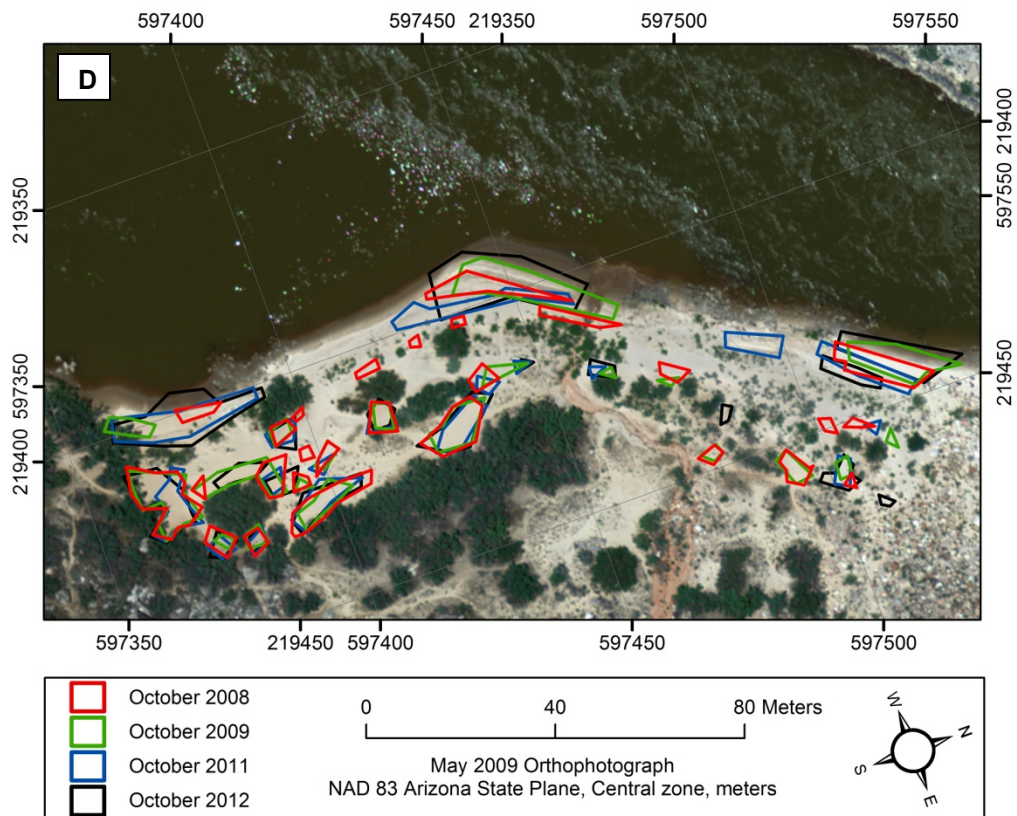 597400 597450 219350 597500 597550
D
219400
597550
219350
219450
597350
219400
597350 219450 597400 597450 597500
October 2008
October 2009
October 2011
October 2012
0 40 80 Meters
May 2009 Orthophotograph
NAD 83 Arizona State Plane, Central zone, meters
W
N
S
E